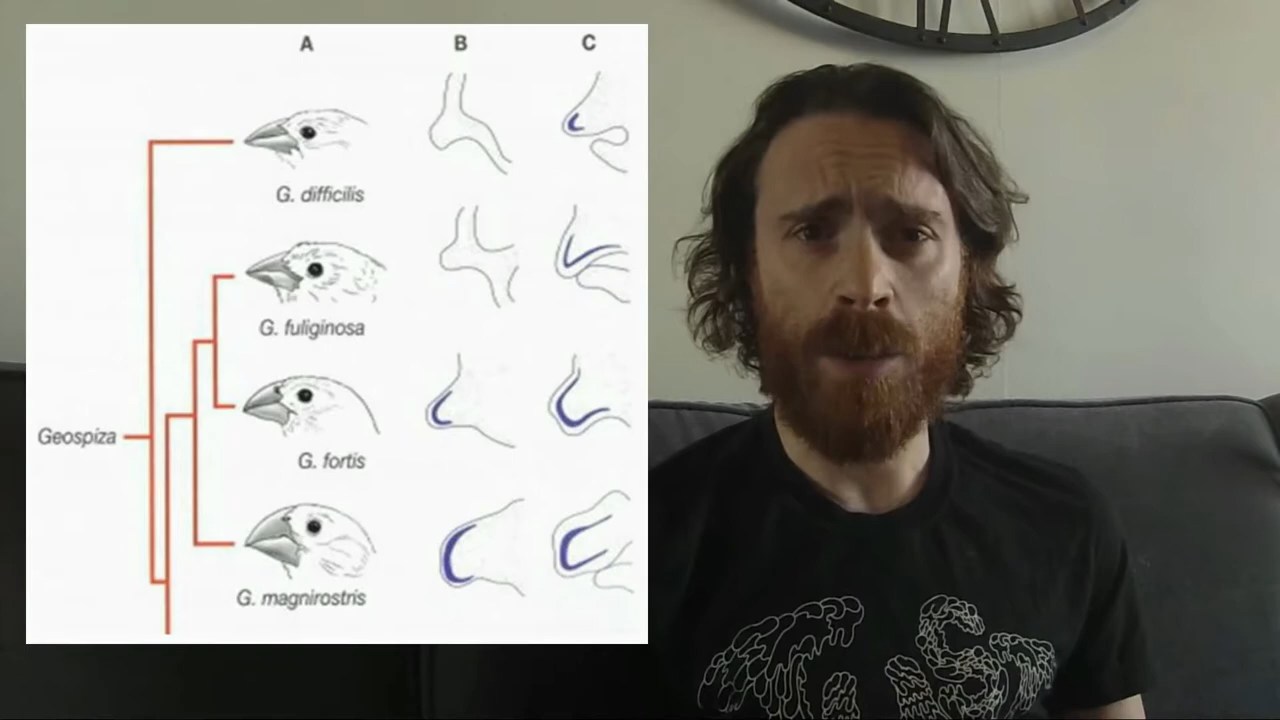 A B C
G. difficilis
G. fuliginosa
Geospiza
G. fortis
G. magnirostris